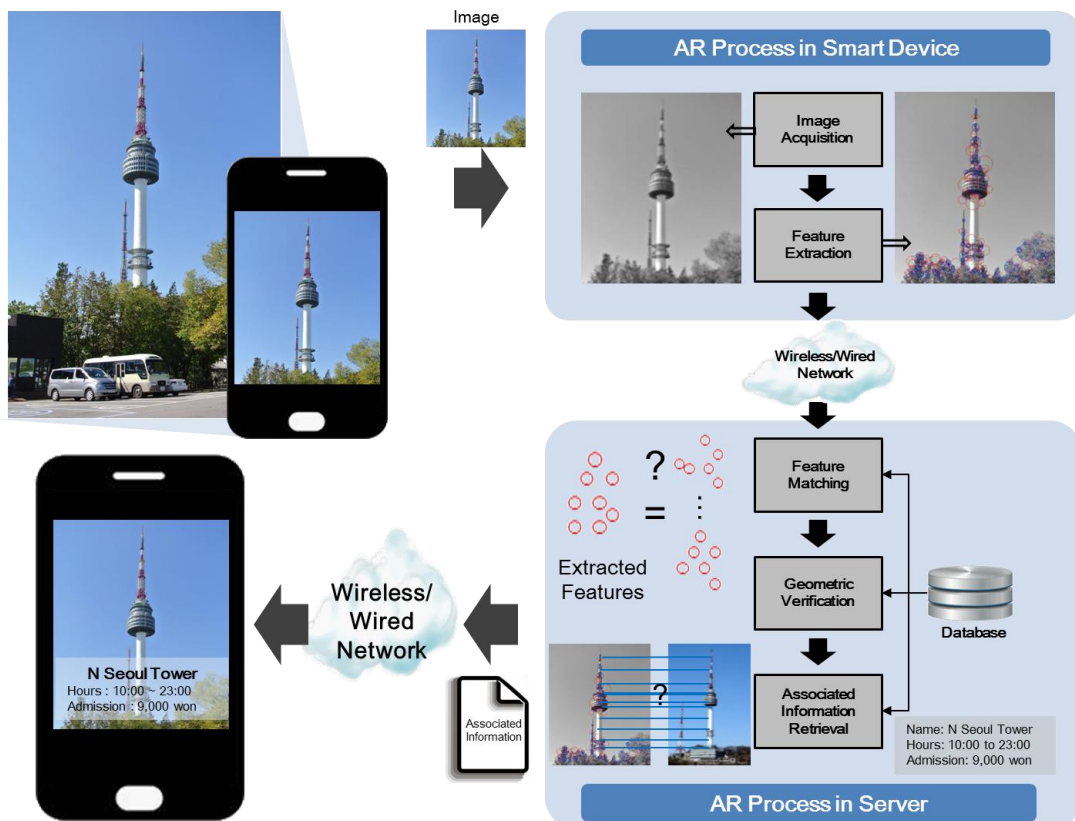 Image
AR Process in Smart Device
Image
Acquisition
Feature
Extraction
Wireless/Wired
Network
Feature
Matching
?
=
Extracted
Features
Geometric
Verification
Database
?
Associated
Information
Retrieval
Name: N Seoul Tower
Hours: 10:00 to 23:00
Admission: 9,000 won
AR Process in Server
Associated
Information
Wireless/
Wired
Network
N Seoul Tower
Hours : 10:00 ~ 23:00
Admission : 9,000 won